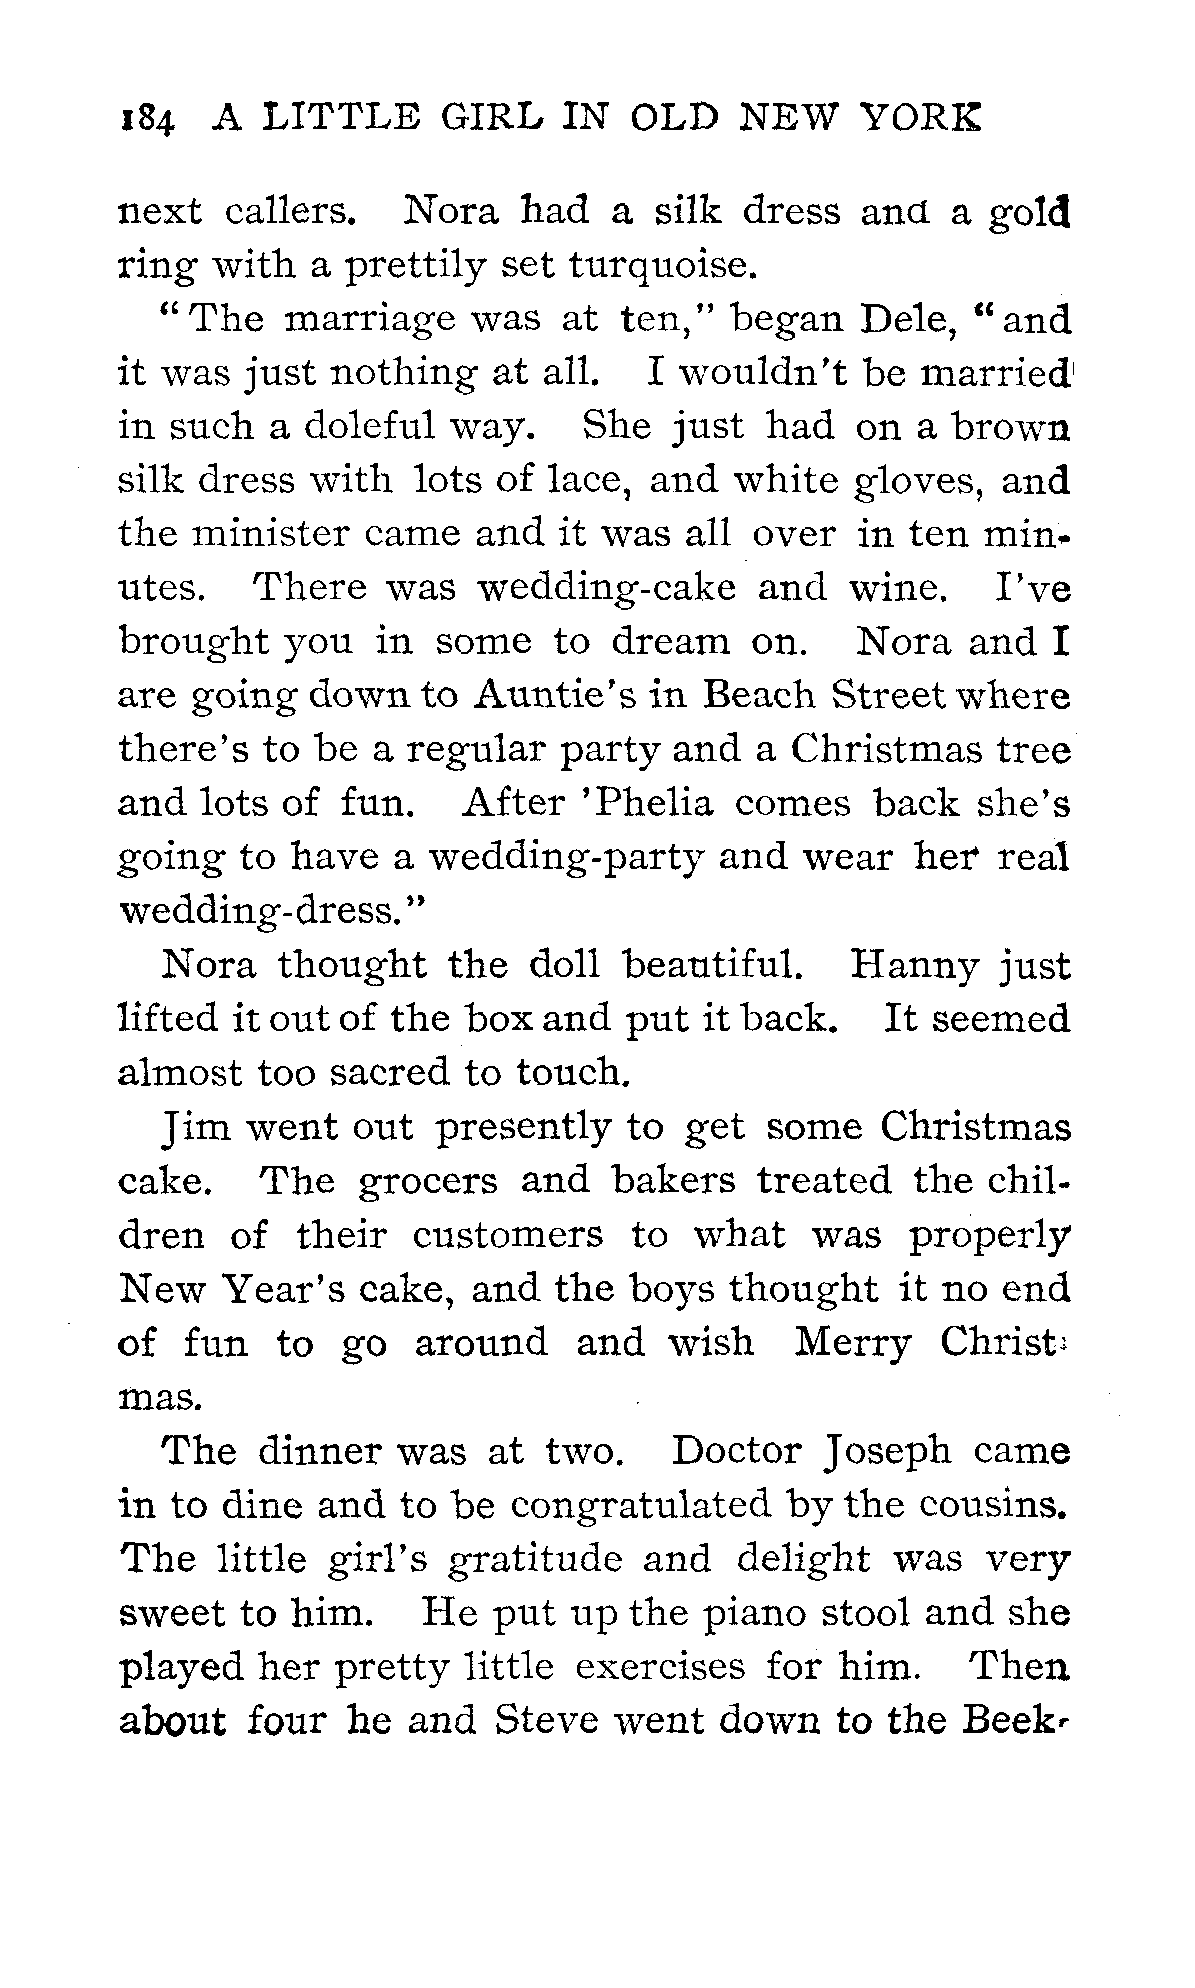 184 A LITTLE GIRL IN OLD NEW YORK
next callers. Nora had a silk dress and a gold
ring with a prettily set turquoise.
“The marriage was at ten,” began Dele, “and
it was just nothing at all. I wouldn't be married
in such a doleful way. She just had on a brown
silk dress with lots of lace, and white gloves, and
the minister came and it was all over in ten min-
utes. There was wedding-cake and wine. I've
brought you in some to dream on. Nora and I
are going down to Auntie's in Beach Street where
there's to be a regular party and a Christmas tree
and lots of fun. After 'Phelia comes back she's
going to have a wedding-party and wear her real
wedding-dress.”
Nora thought the doll beautiful. Hanny just
lifted it out of the box and put it back. It seemed
almost too sacred to touch.
Jim went out presently to get some Christmas
cake. The grocers and bakers treated the chil-
dren of their customers to what was properly
New Year's cake, and the boys thought it no end
of fun to go around and wish Merry Christ-
mas.
The dinner was at two. Doctor Joseph came
in to dine and to be congratulated by the cousins.
The little girl's gratitude and delight was very
sweet to him. He put up the piano stool and she
played her pretty little exercises for him. Then
about four he and Steve went down to the Beek-